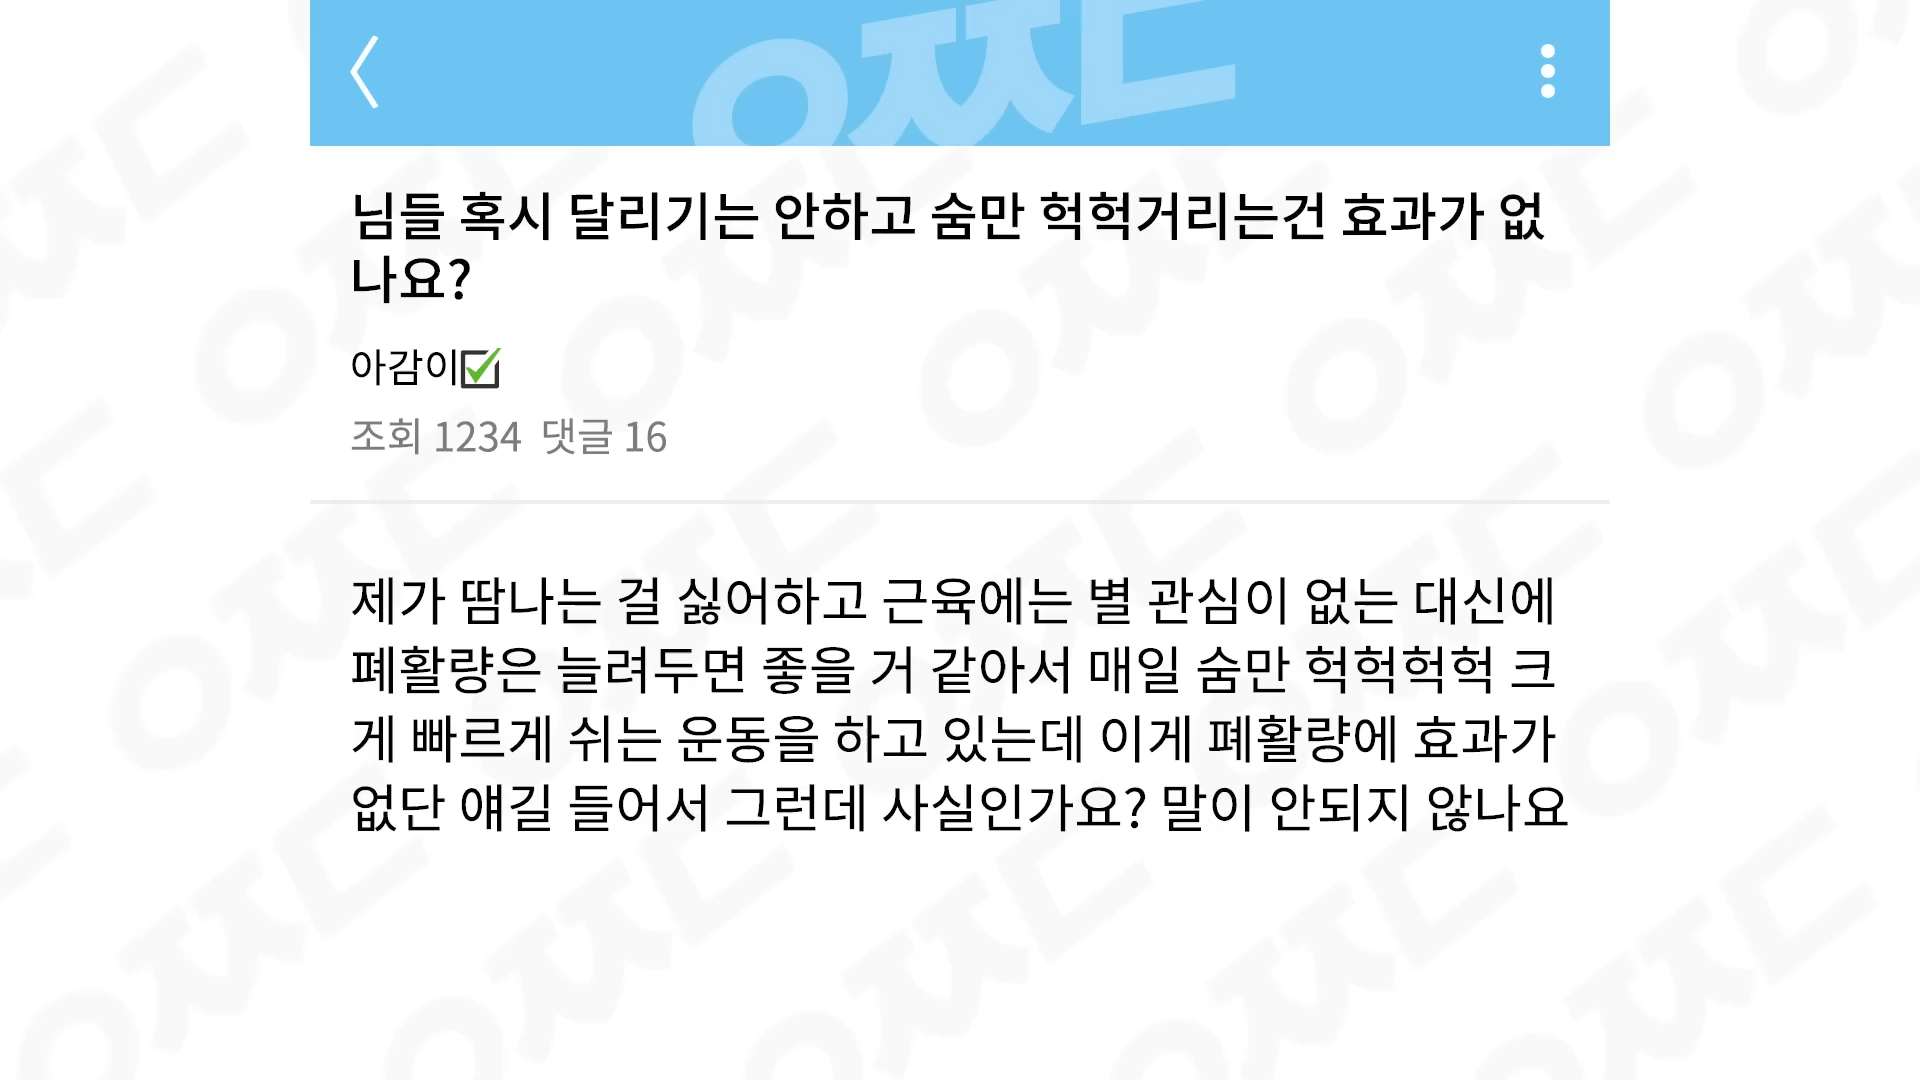 으쯔드
님들 혹시 달리기는 안하고 숨만 헉헉거리는건 효과가 없
나요?
아감이
조회 1234 댓글 16
제가 땀나는 걸 싫어하고 근육에는 별 관심이 없는 대신에
폐활량은 늘려두면 좋을 거 같아서 매일 숨만 헉헉헉헉 크
게 빠르게 쉬는 운동을 하고 있는데 이게 폐활량에 효과가
없단 얘길 들어서 그런데 사실인가요? 말이 안되지 않나요